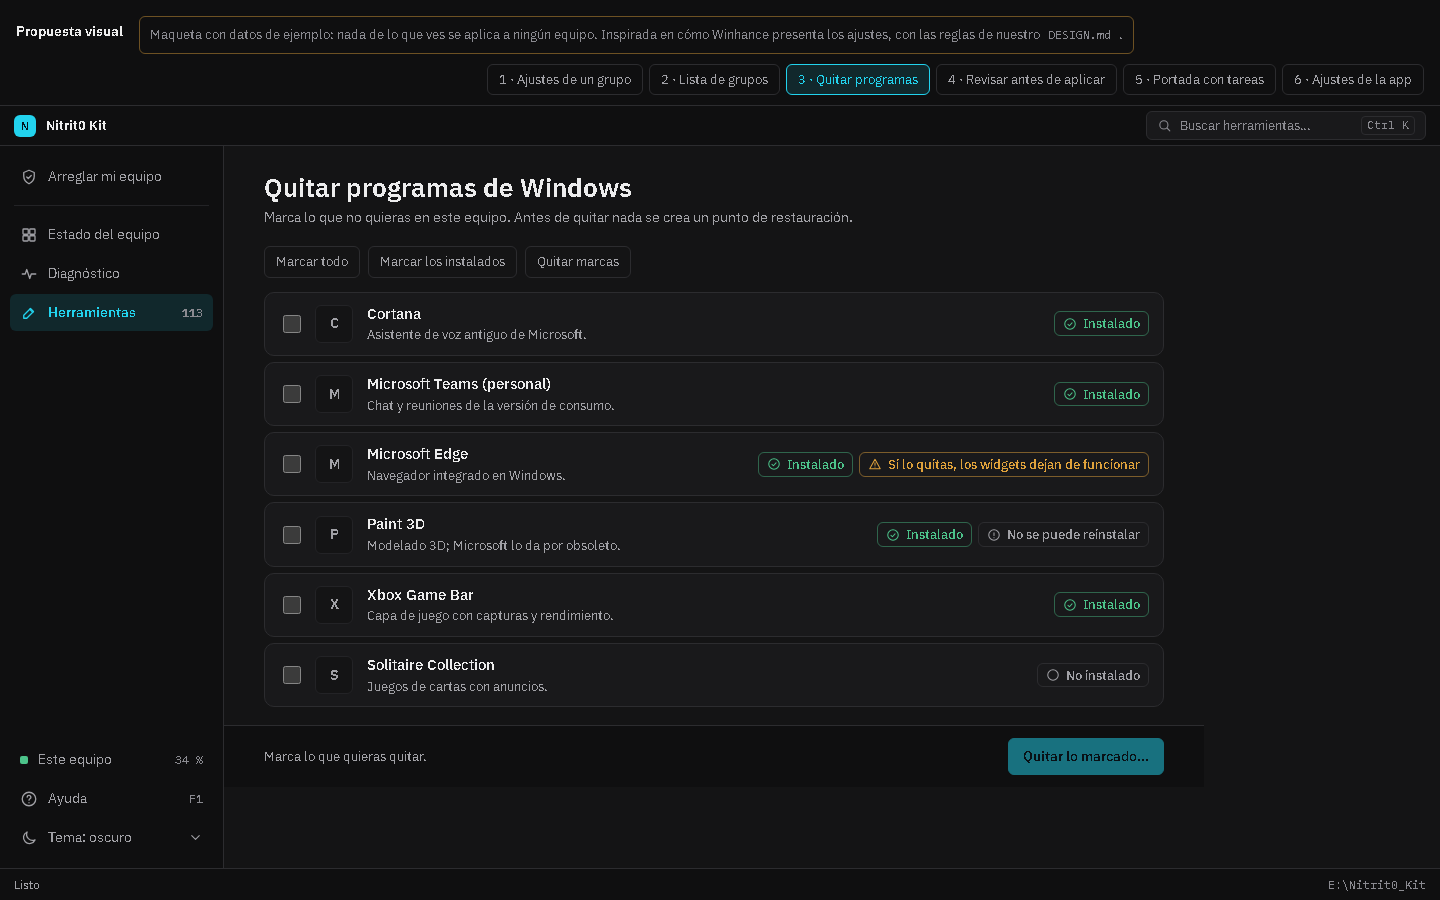 Propuesta visual
Maqueta con datos de ejemplo: nada de lo que ves se aplica a ningún equipo. Inspirada en cómo Winhance presenta los ajustes, con las reglas de nuestro DESIGN.md .
1 · Ajustes de un grupo
2 · Lista de grupos
3 · Quitar programas
4 · Revisar antes de aplicar
5 · Portada con tareas
6 · Ajustes de la app
N
Nitrit0 Kit
Buscar herramientas...
Ctrl K
Arreglar mi equipo
Estado del equipo
Diagnóstico
Herramientas
113
Quitar programas de Windows
Marca lo que no quieras en este equipo. Antes de quitar nada se crea un punto de restauración.
Marcar todo
Marcar los instalados
Quitar marcas
C
Cortana
Asistente de voz antiguo de Microsoft.
Instalado
M
Microsoft Teams (personal)
Chat y reuniones de la versión de consumo.
Instalado
M
Microsoft Edge
Navegador integrado en Windows.
Instalado
Si lo quitas, los widgets dejan de funcionar
P
Paint 3D
Modelado 3D; Microsoft lo da por obsoleto.
Instalado
No se puede reinstalar
X
Xbox Game Bar
Capa de juego con capturas y rendimiento.
Instalado
S
Solitaire Collection
Juegos de cartas con anuncios.
No instalado
Marca lo que quieras quitar.
Quitar lo marcado...
Este equipo
34 %
Ayuda
F1
Tema: oscuro
Listo
E:\Nitrit0_Kit